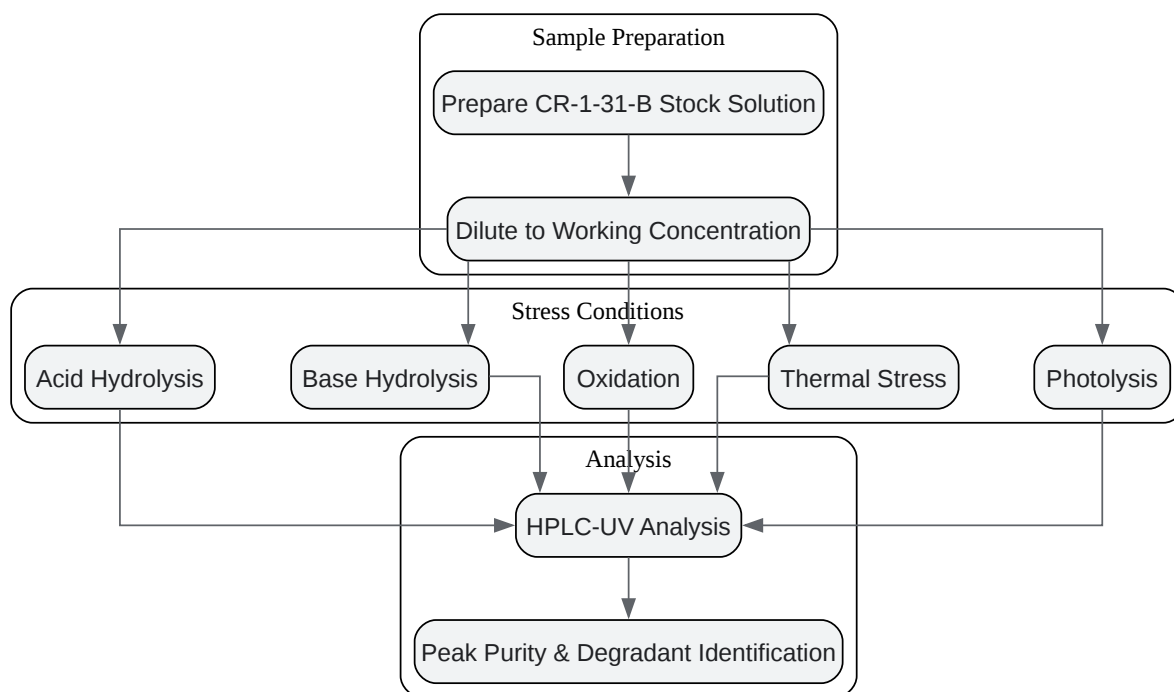 Sample Preparation
Prepare CR-1-31-B Stock Solution
Dilute to Working Concentration
Stress Conditions
Acid Hydrolysis
Base Hydrolysis
Oxidation
Thermal Stress
Photolysis
Analysis
HPLC-UV Analysis
Peak Purity & Degradant Identification